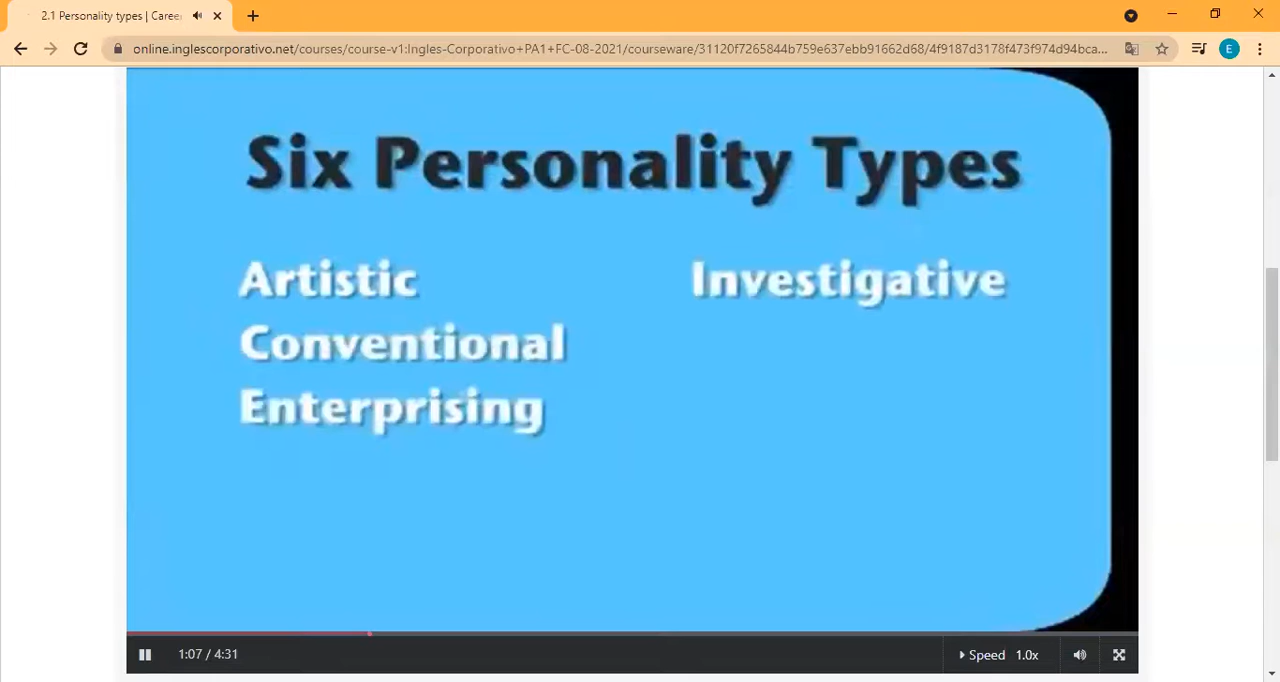 2.1 Personality types | Caree
online.inglescorporativo.net/courses/course-v1:Ingles-Corporativo+PA1+FC-08-2021/courseware/31120f7265844b759e637ebb91662d68/4f9187d3178f473f974d94bca...
E
Six Personality Types
Artistic
Investigative
Conventional
Enterprising
1:07 / 4:31
Speed 1.0x